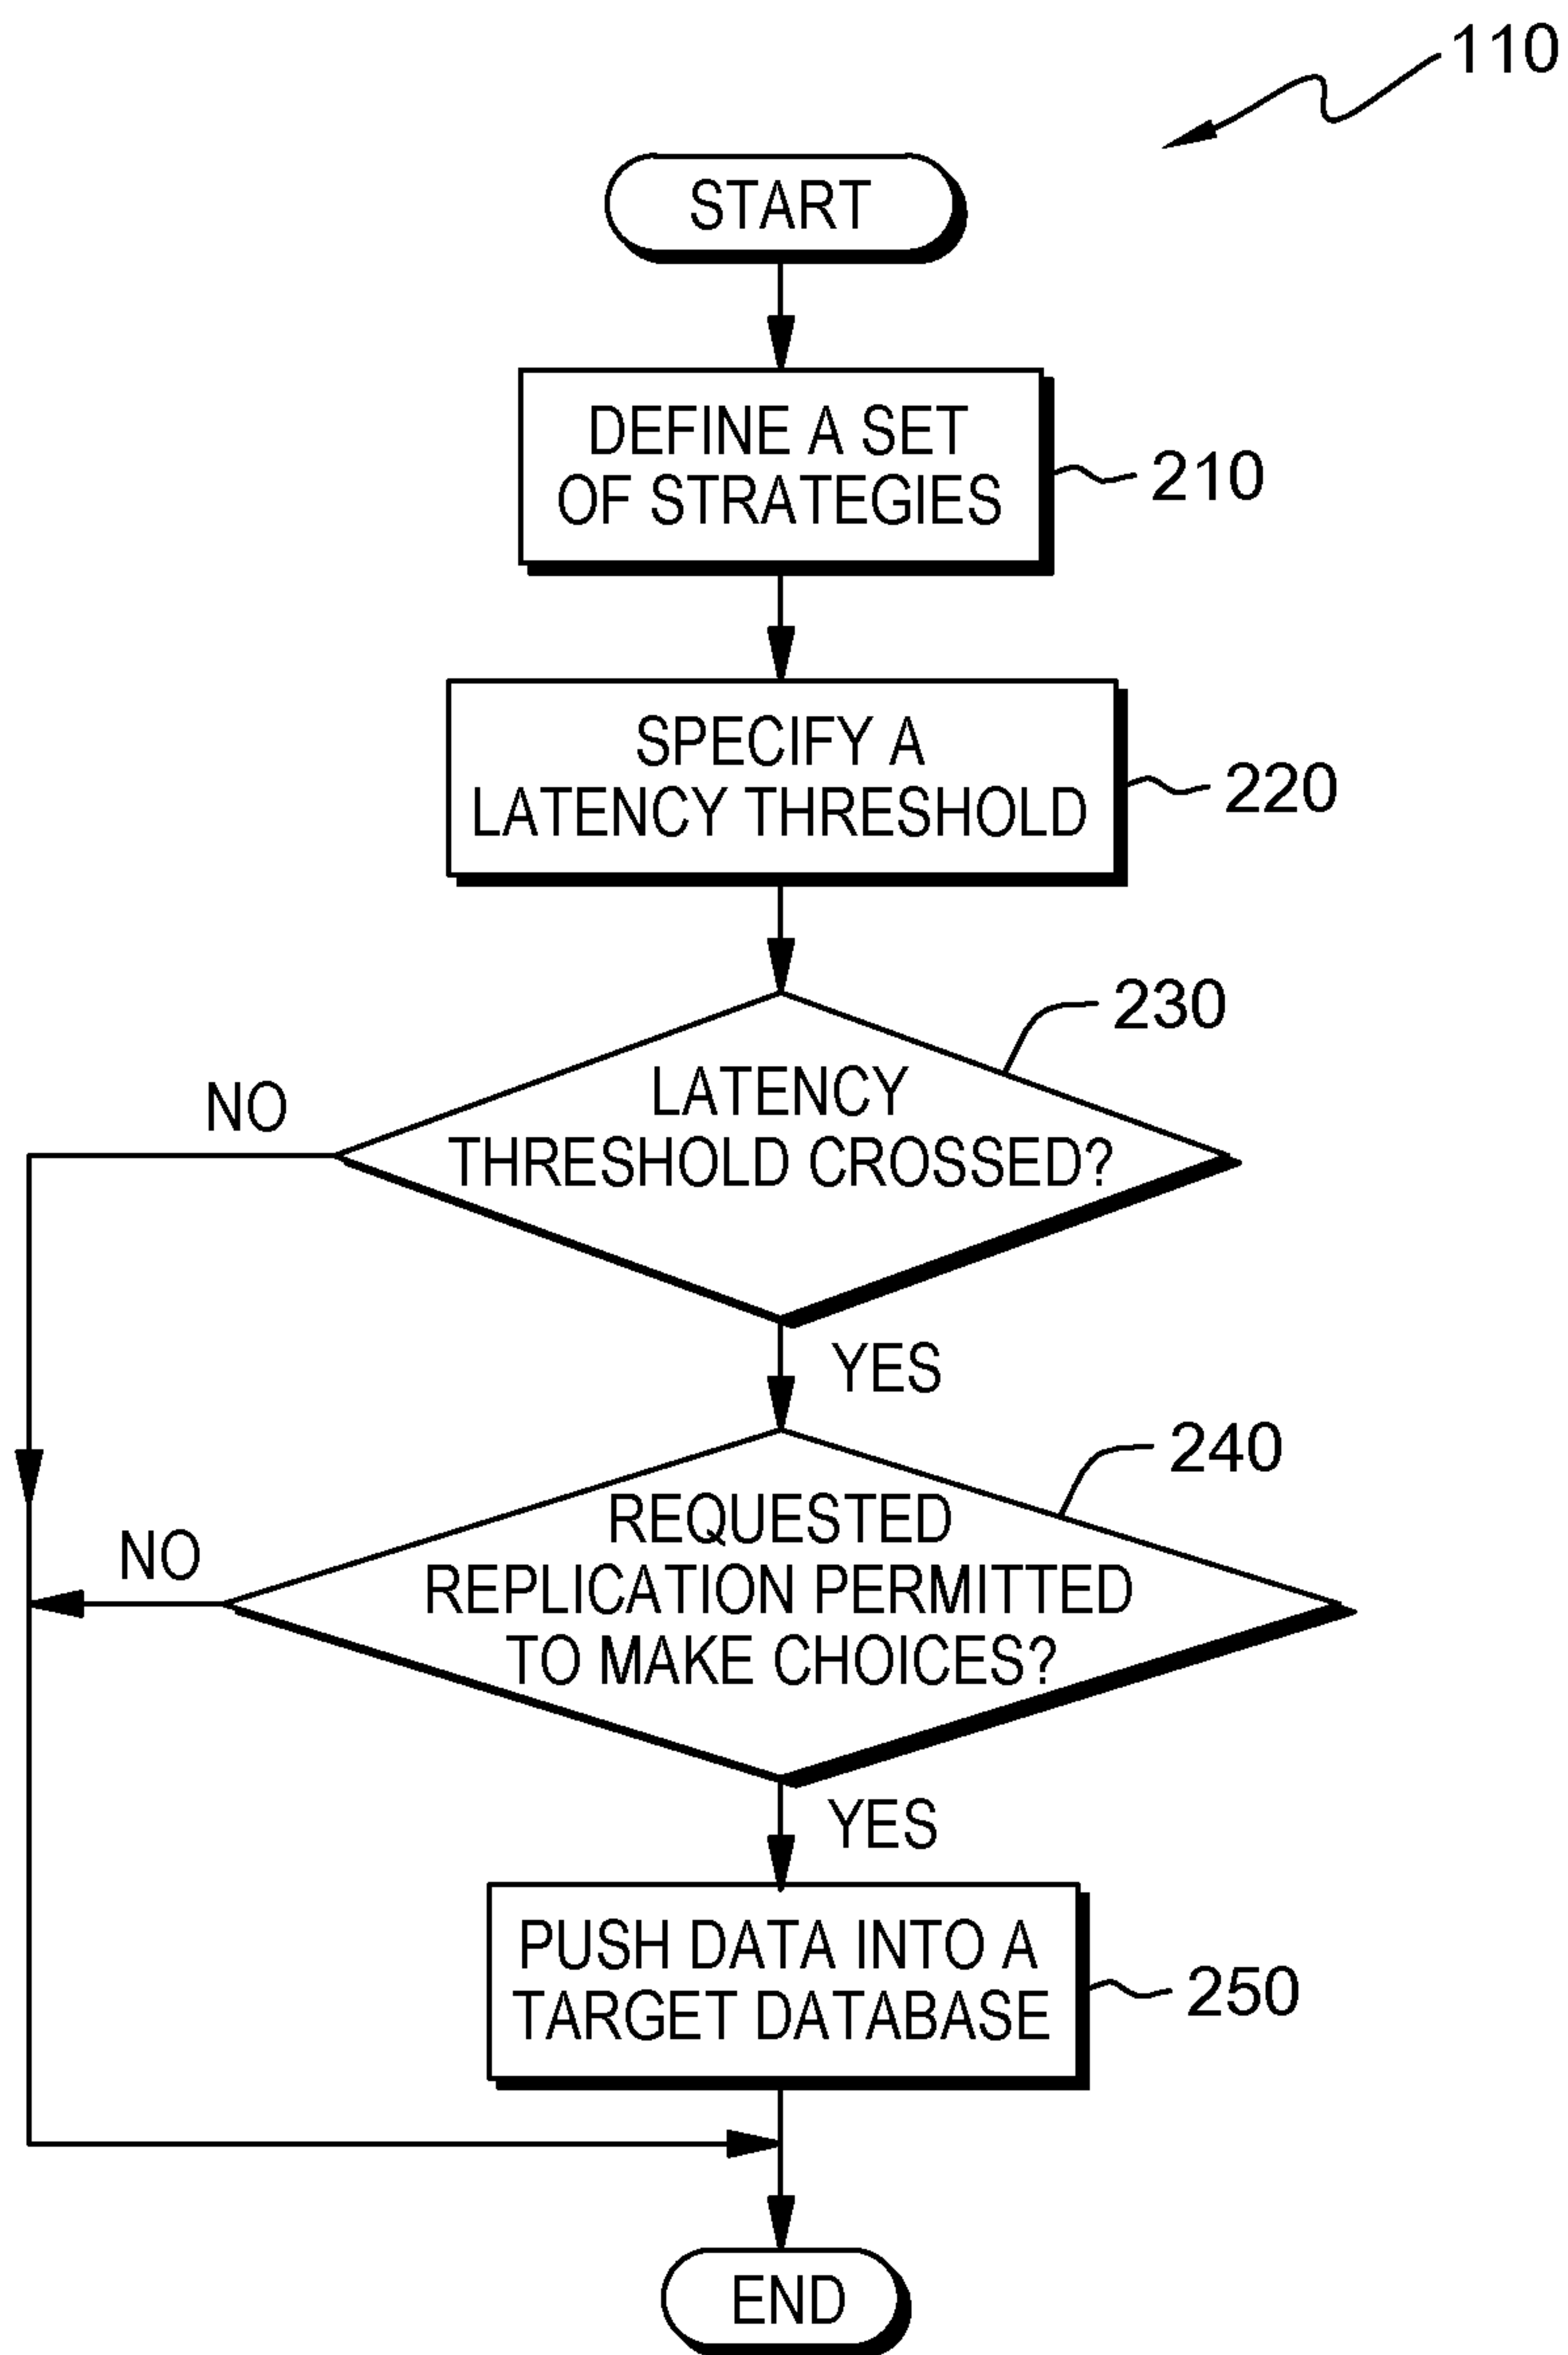 110
START
DEFINE A SET
OF STRATEGIES
210
SPECIFY A
LATENCY THRESHOLD
220
230
LATENCY
THRESHOLD CROSSED?
NO
YES
240
REQUESTED
REPLICATION PERMITTED
TO MAKE CHOICES?
NO
YES
PUSH DATA INTO A
TARGET DATABASE
250
END